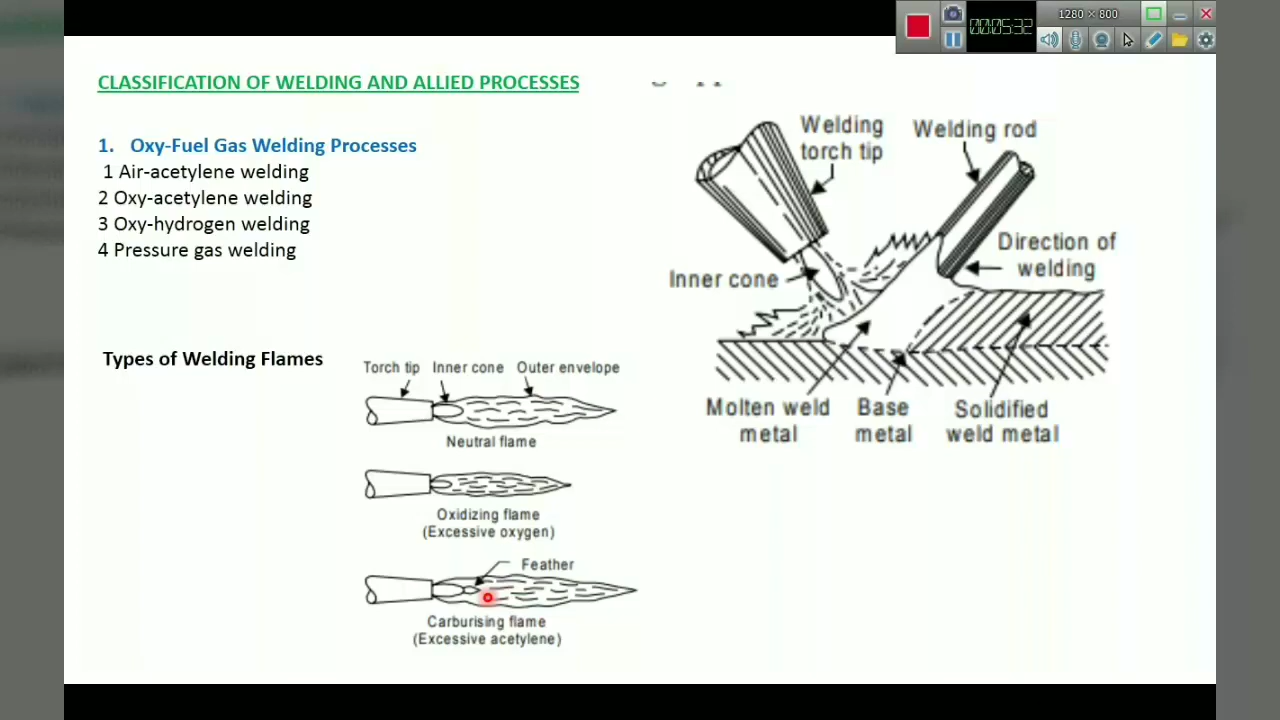 1280 × 800
00:05:32
CLASSIFICATION OF WELDING AND ALLIED PROCESSES
1. Oxy-Fuel Gas Welding Processes
1 Air-acetylene welding
2 Oxy-acetylene welding
3 Oxy-hydrogen welding
4 Pressure gas welding
Welding
torch tip
Welding rod
Direction of
welding
Inner cone
Molten weld
metal
Base
metal
Solidified
weld metal
Types of Welding Flames
Torch tip Inner cone Outer envelope
Neutral flame
Oxidizing flame
(Excessive oxygen)
Feather
Carburising flame
(Excessive acetylene)